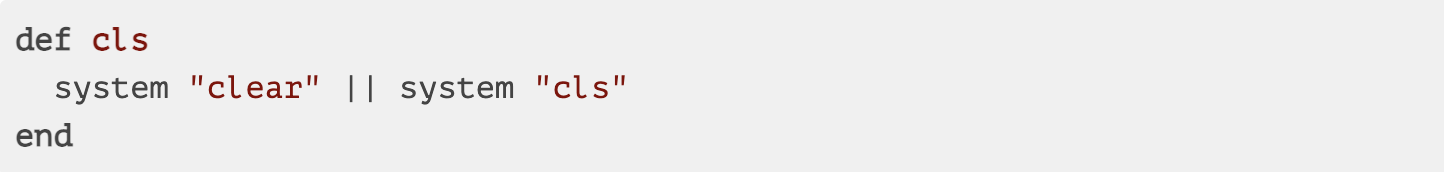 def cls
  system "clear" || system "cls"
end